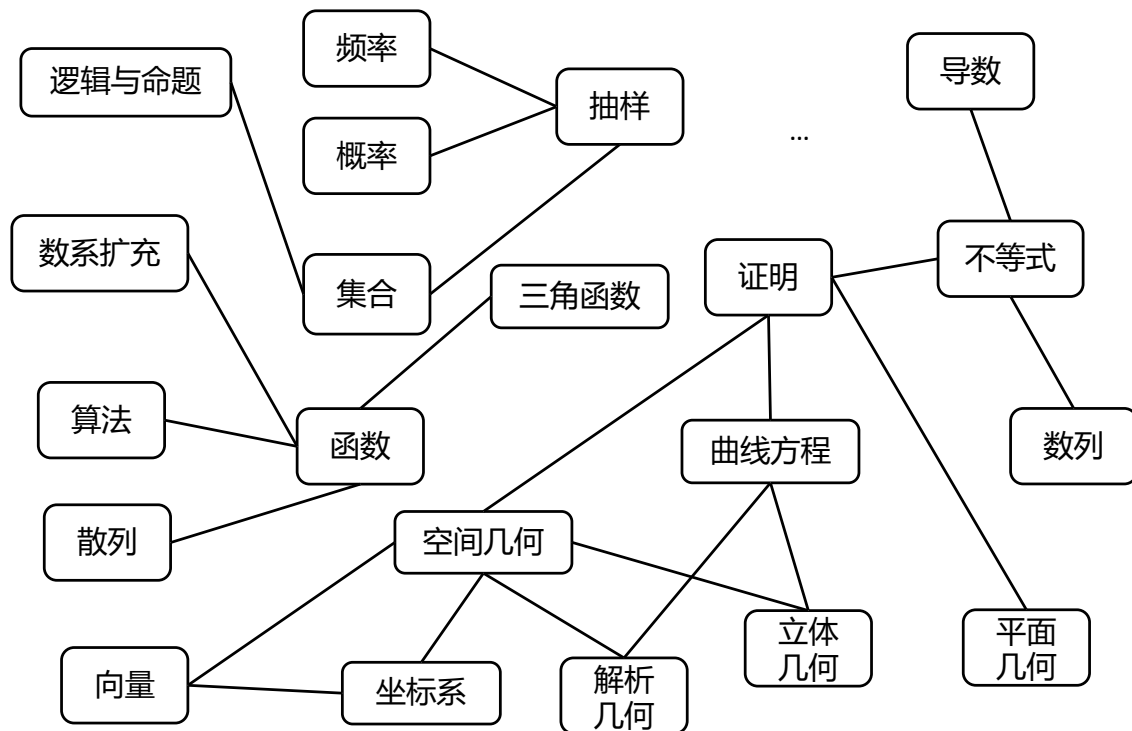 频率
逻辑与命题
导数
抽样
...
概率
数系扩充
不等式
证明
集合
三角函数
算法
函数
曲线方程
数列
散列
空间几何
立体
几何
平面
几何
向量
坐标系
解析
几何